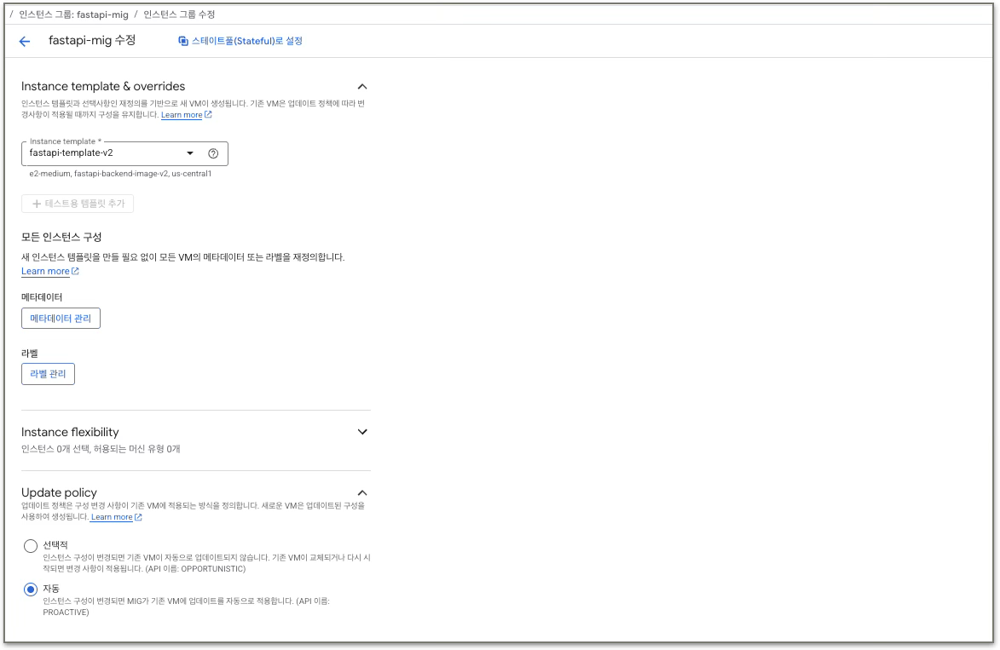 / 인스턴스 그룹: fastapi-mig / 인스턴스 그룹 수정
fastapi-mig 수정
스테이트풀(Stateful)로 설정
Instance template & overrides
인스턴스 템플릿과 선택사항인 재정의를 기반으로 새 VM이 생성됩니다. 기존 VM은 업데이트 정책에 따라 변
경사항이 적용될 때까지 구성을 유지합니다. Learn more
Instance template *
fastapi-template-v2
e2-medium, fastapi-backend-image-v2, us-central1
+ 테스트용 템플릿 추가
모든 인스턴스 구성
새 인스턴스 템플릿을 만들 필요 없이 모든 VM의 메타데이터 또는 라벨을 재정의합니다.
Learn more
메타데이터
메타데이터 관리
라벨
라벨 관리
Instance flexibility
인스턴스 0개 선택, 허용되는 머신 유형 0개
Update policy
업데이트 정책은 구성 변경 사항이 기존 VM에 적용되는 방식을 정의합니다. 새로운 VM은 업데이트된 구성을
사용하여 생성됩니다. Learn more
선택적
인스턴스 구성이 변경되면 기존 VM이 자동으로 업데이트되지 않습니다. 기존 VM이 교체되거나 다시 시
작되면 변경 사항이 적용됩니다. (API 이름: OPPORTUNISTIC)
자동
인스턴스 구성이 변경되면 MIG가 기존 VM에 업데이트를 자동으로 적용합니다. (API 이름:
PROACTIVE)